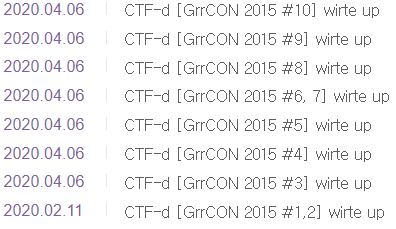 2020.04.06 CTF-d [GrrCON 2015 #10] wirte up
2020.04.06 CTF-d [GrrCON 2015 #9] wirte up
2020.04.06 CTF-d [GrrCON 2015 #8] wirte up
2020.04.06 CTF-d [GrrCON 2015 #6, 7] wirte up
2020.04.06 CTF-d [GrrCON 2015 #5] wirte up
2020.04.06 CTF-d [GrrCON 2015 #4] wirte up
2020.04.06 CTF-d [GrrCON 2015 #3] wirte up
2020.02.11 CTF-d [GrrCON 2015 #1,2] wirte up